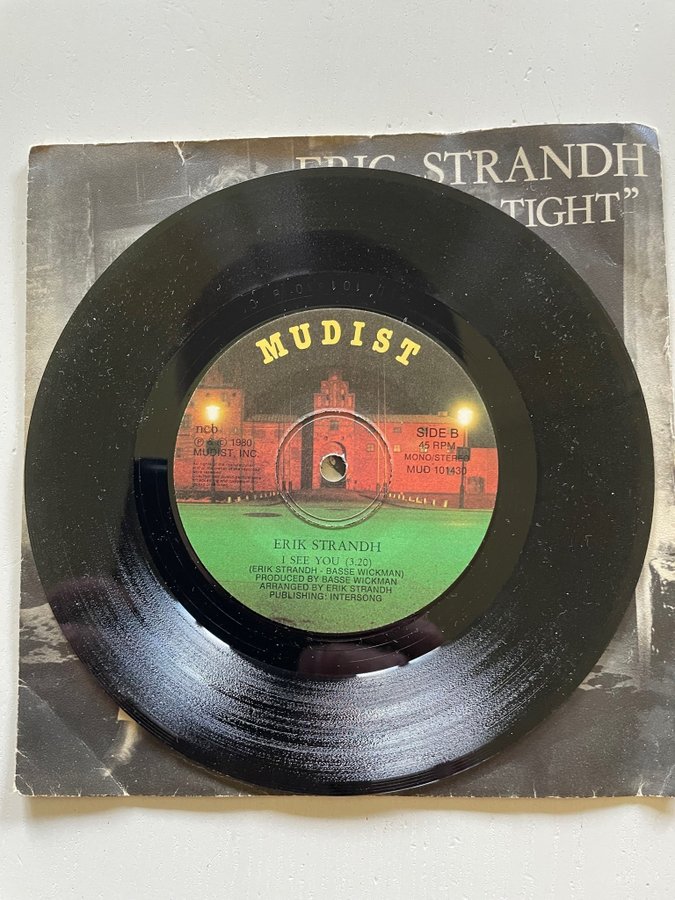 ERIC STRANDH
TIGHT”
MUDIST
ncb
Ⓟ & © 1980
MUDIST, INC.
SIDE B
45 RPM
MONO/STEREO
MUD 101430
ERIK STRANDH
I SEE YOU (3.20)
(ERIK STRANDH - BASSE WICKMAN)
PRODUCED BY BASSE WICKMAN
ARRANGED BY ERIK STRANDH
PUBLISHING: INTERSONG